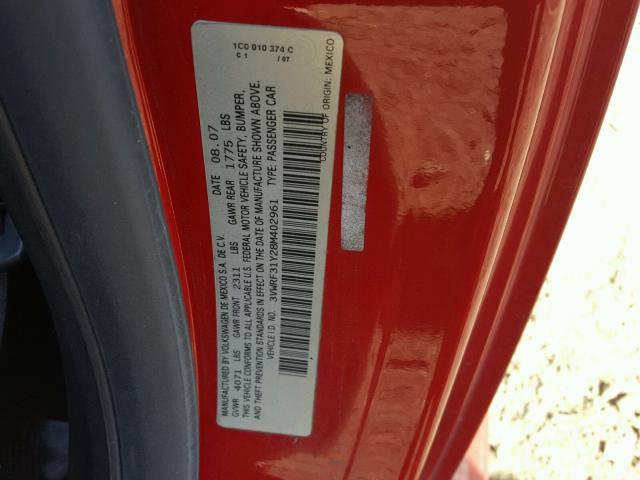 1C0 010 374 C
C 1 / 07
MANUFACTURED BY VOLKSWAGEN DE MEXICO S.A. DE C.V. DATE 08.07
GVWR 4071 LBS GAWR FRONT 2311 LBS GAWR REAR 1775 LBS
THIS VEHICLE CONFORMS TO ALL APPLICABLE U.S. FEDERAL MOTOR VEHICLE SAFETY, BUMPER,
AND THEFT PREVENTION STANDARDS IN EFFECT ON THE DATE OF MANUFACTURE SHOWN ABOVE.
VEHICLE I.D. NO. 3VWRF31Y28M402961 TYPE: PASSENGER CAR
COUNTRY OF ORIGIN: MEXICO